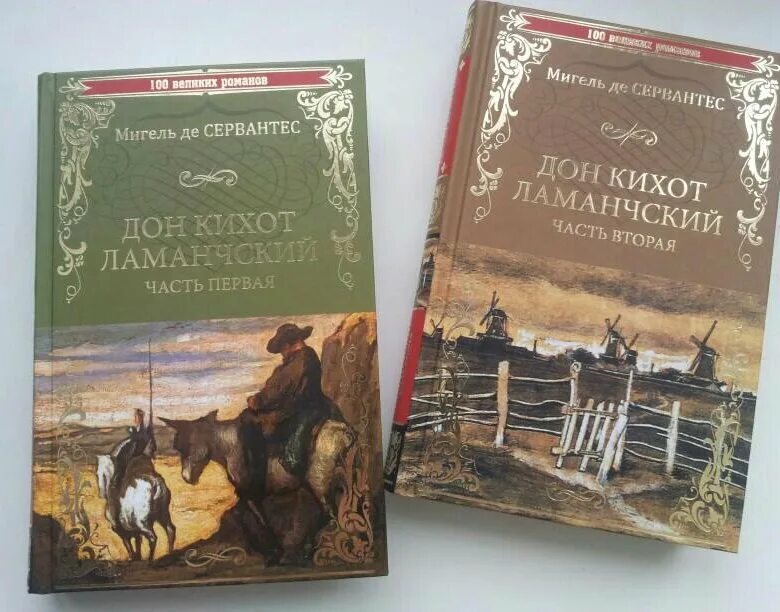 100 великих романов
Мигель де СЕРВАНТЕС
ДОН КИХОТ
ЛАМАНЧСКИЙ
ЧАСТЬ ПЕРВАЯ
100 великих романов
Мигель де СЕРВАНТЕС
ДОН КИХОТ
ЛАМАНЧСКИЙ
ЧАСТЬ ВТОРАЯ